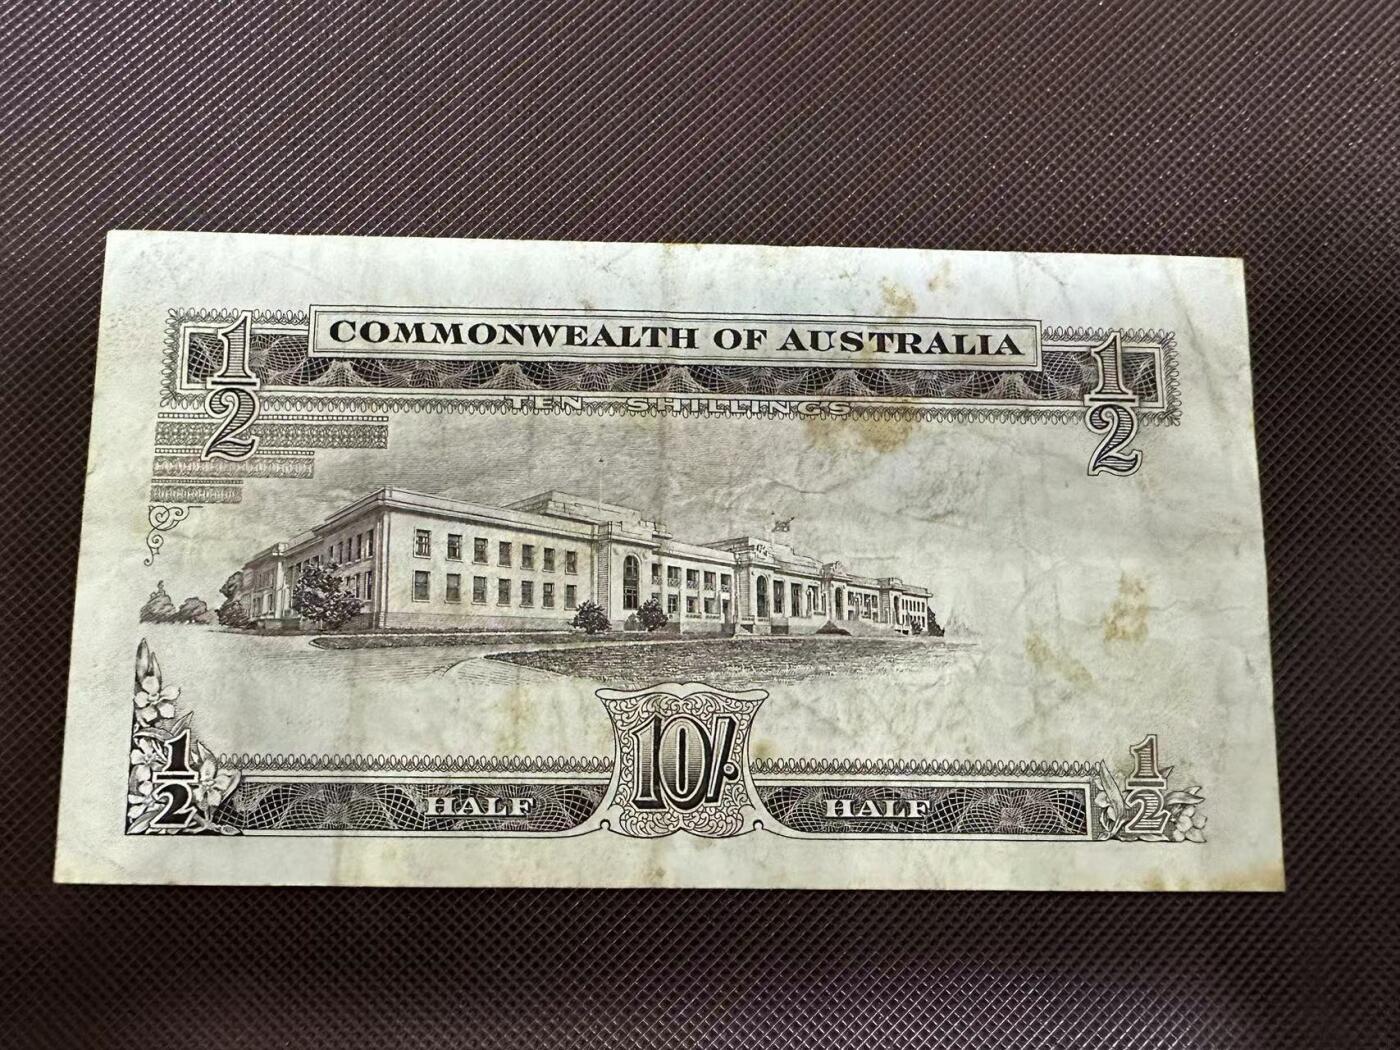 COMMONWEALTH OF AUSTRALIA
1/2 1/2
TEN SHILLINGS
10/-
1/2 HALF HALF 1/2